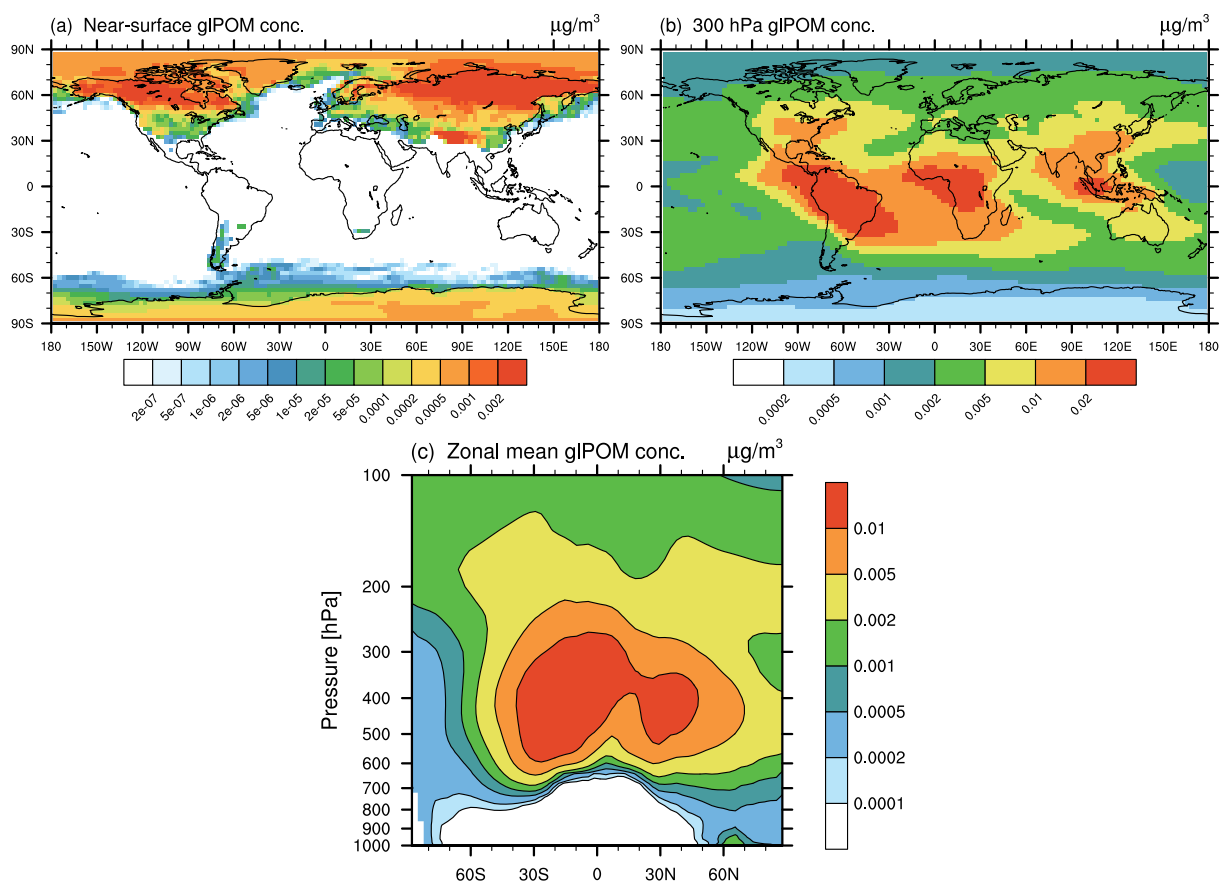 (a) Near-surface glPOM conc. μg/m³
90N
60N
30N
0
30S
60S
90S
180 150W 120W 90W 60W 30W 0 30E 60E 90E 120E 150E 180
2e-07 5e-07 1e-06 2e-06 5e-06 1e-05 2e-05 5e-05 0.0001 0.0002 0.0005 0.001 0.002
(b) 300 hPa glPOM conc. μg/m³
90N
60N
30N
0
30S
60S
90S
180 150W 120W 90W 60W 30W 0 30E 60E 90E 120E 150E 180
0.0002 0.0005 0.001 0.002 0.005 0.01 0.02
(c) Zonal mean glPOM conc. μg/m³
Pressure [hPa]
100
200
300
400
500
600
700
800
900
1000
60S 30S 0 30N 60N
0.01
0.005
0.002
0.001
0.0005
0.0002
0.0001